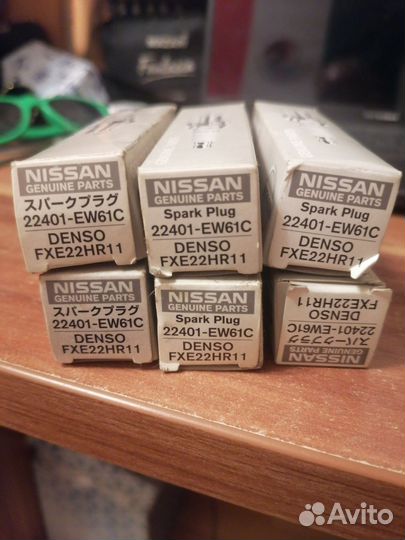 NISSAN
GENUINE PARTS
スパークプラグ
22401-EW61C
DENSO
FXE22HR11
NISSAN
GENUINE PARTS
Spark Plug
22401-EW61C
DENSO
FXE22HR11
NISSAN
GENUINE PARTS
Spark Plug
22401-EW61C
DENSO
FXE22HR11
NISSAN
GENUINE PARTS
スパークプラグ
22401-EW61C
DENSO
FXE22HR11
NISSAN
GENUINE PARTS
Spark Plug
22401-EW61C
DENSO
FXE22HR11
NISSAN
GENUINE PARTS
スパークプラグ
22401-EW61C
DENSO
FXE22HR11
Avito